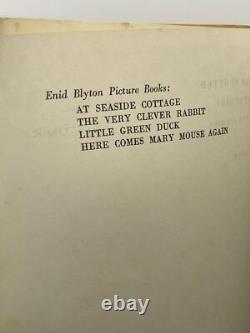 Enid Blyton Picture Books:
AT SEASIDE COTTAGE
THE VERY CLEVER RABBIT
LITTLE GREEN DUCK
HERE COMES MARY MOUSE AGAIN
© 117collection